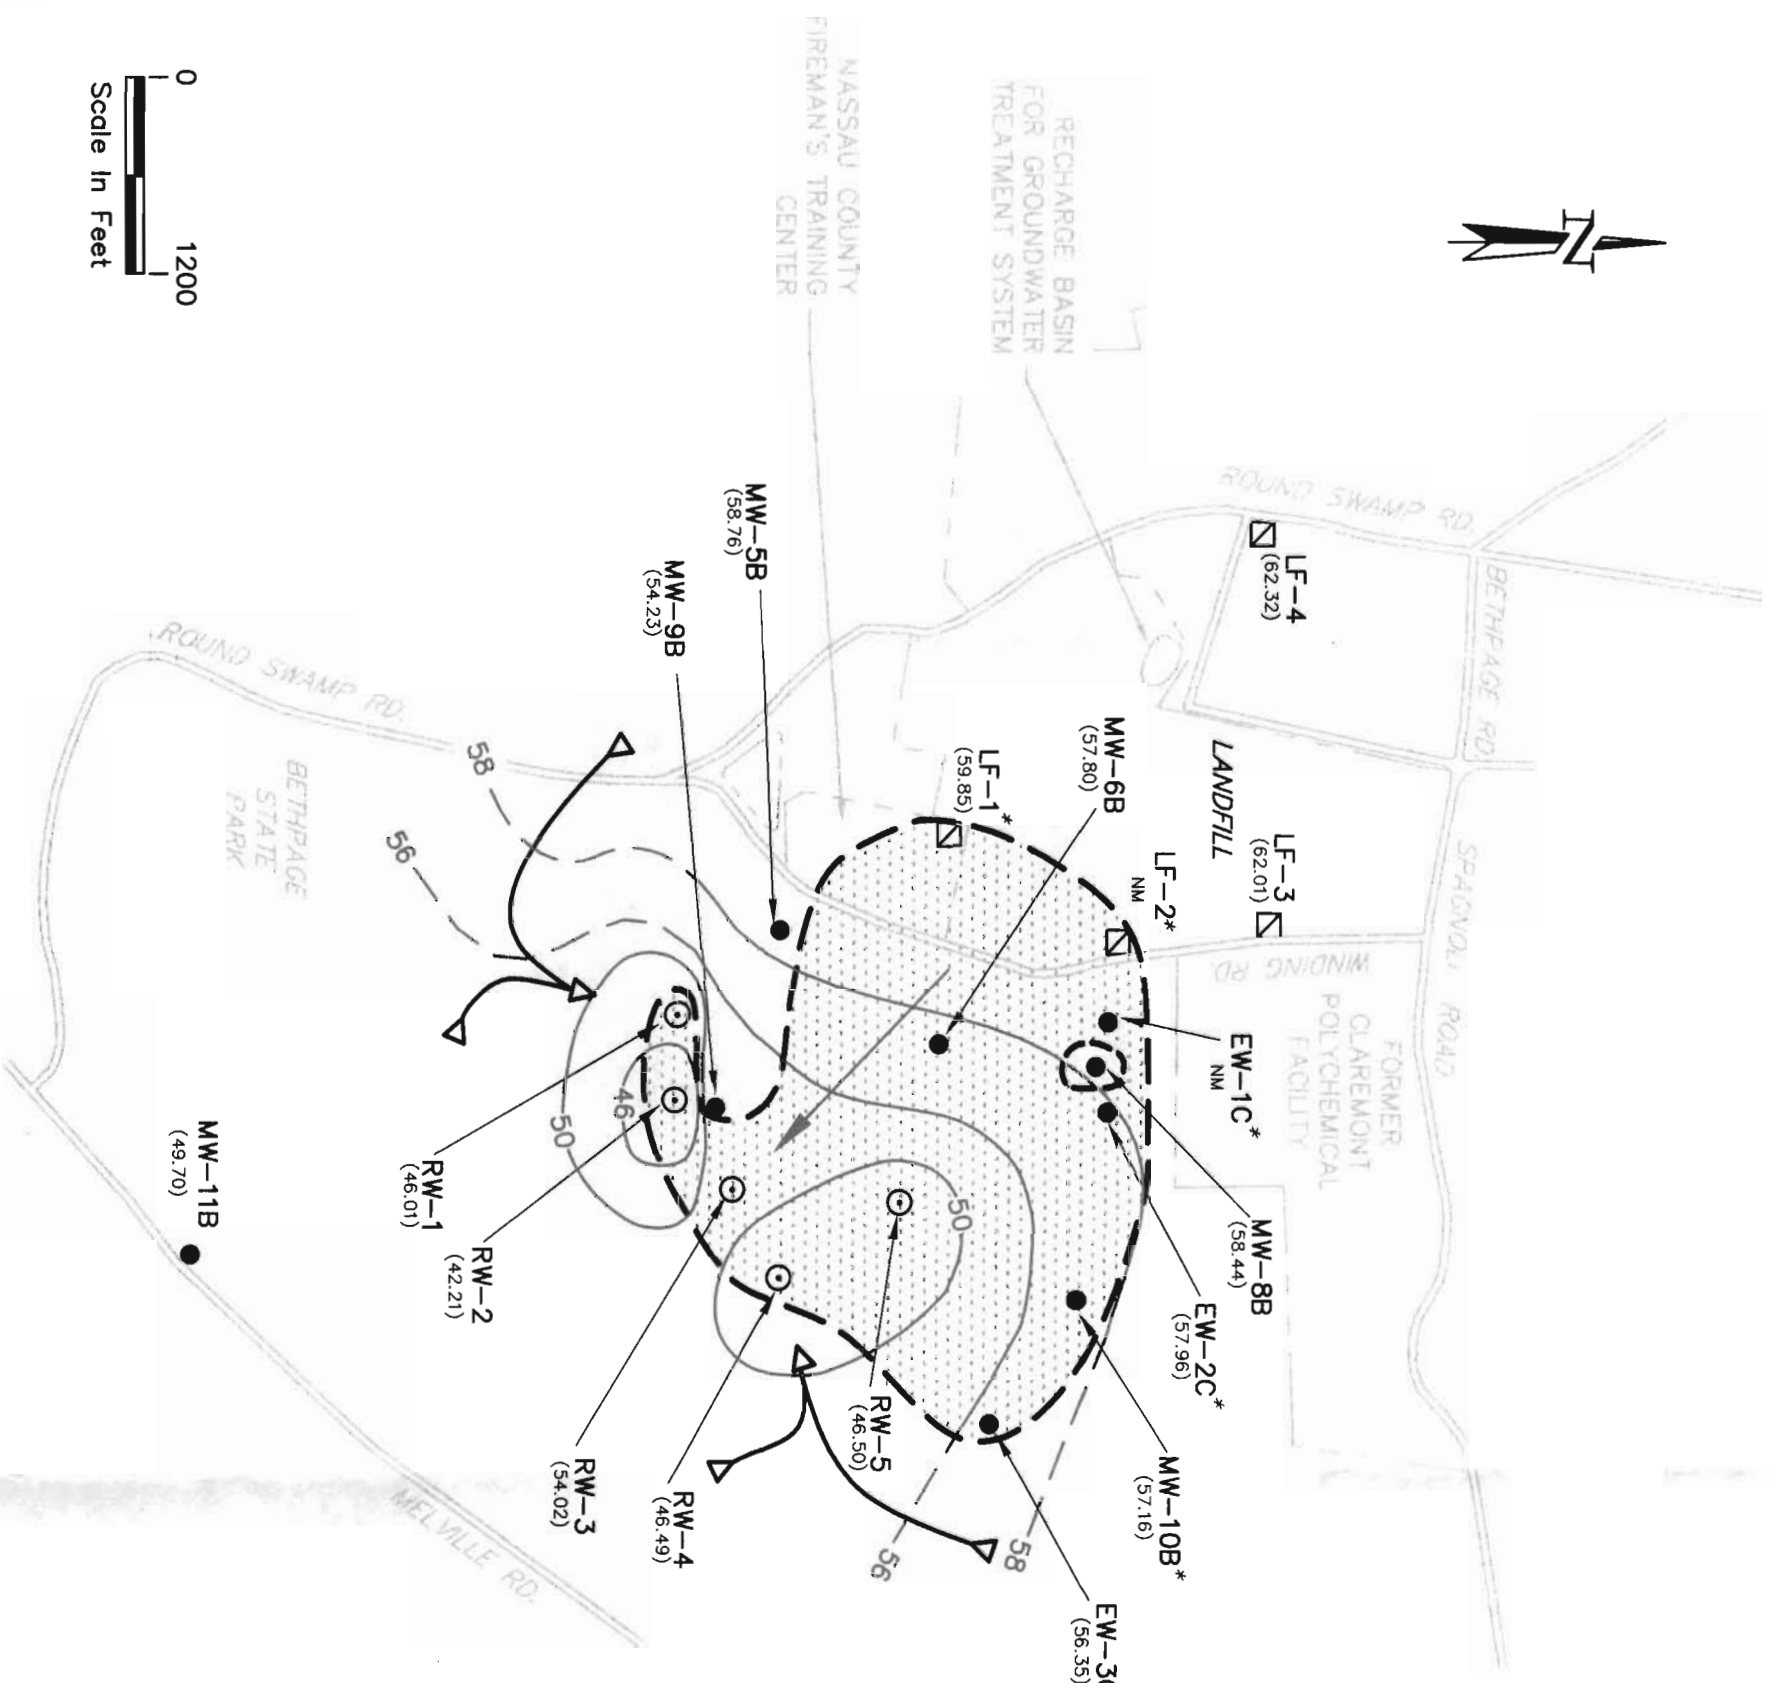 N
0
1200
Scale In Feet
NASSAU COUNTY
FIREMAN'S TRAINING
CENTER
RECHARGE BASIN
FOR GROUNDWATER
TREATMENT SYSTEM
ROUND SWAMP RD.
BETHPAGE RD.
LF-4
(62.32)
LANDFILL
LF-3
(62.01)
SPAGNOLI ROAD
WINDING RD
LF-2*
NM
LF-1*
(59.85)
MW-6B
(57.80)
MW-5B
(58.76)
MW-9B
(54.23)
ROUND SWAMP RD.
BETHPAGE
STATE
PARK
58
56
FORMER
CLAREMONT
POLYCHEMICAL
FACILITY
EW-1C*
NM
MW-8B
(58.44)
EW-2C*
(57.96)
MW-10B*
(57.16)
EW-3
(56.35)
50
46
50
RW-1
(46.01)
RW-2
(42.21)
RW-3
(54.02)
RW-4
(46.49)
RW-5
(46.50)
58
56
MW-11B
(49.70)
MELVILLE RD.